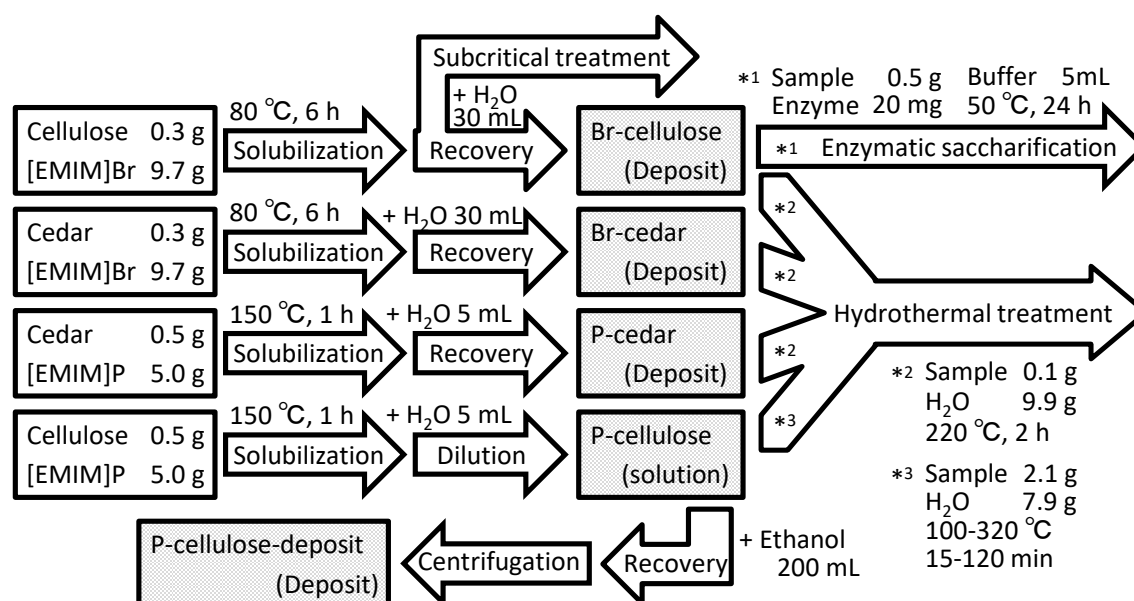 Subcritical treatment
*1 Sample 0.5 g Buffer 5mL
Enzyme 20 mg 50 ℃, 24 h
Cellulose 0.3 g
[EMIM]Br 9.7 g
80 ℃, 6 h
Solubilization
+ H₂O
30 mL
Recovery
Br-cellulose
(Deposit)
*1 Enzymatic saccharification
Cedar 0.3 g
[EMIM]Br 9.7 g
80 ℃, 6 h
Solubilization
+ H₂O 30 mL
Recovery
Br-cedar
(Deposit)
*2
*2
Cedar 0.5 g
[EMIM]P 5.0 g
150 ℃, 1 h
Solubilization
+ H₂O 5 mL
Recovery
P-cedar
(Deposit)
*2
Hydrothermal treatment
Cellulose 0.5 g
[EMIM]P 5.0 g
150 ℃, 1 h
Solubilization
+ H₂O 5 mL
Dilution
P-cellulose
(solution)
*3
*2 Sample 0.1 g
H₂O 9.9 g
220 ℃, 2 h
*3 Sample 2.1 g
H₂O 7.9 g
100-320 ℃
15-120 min
P-cellulose-deposit
(Deposit)
Centrifugation
Recovery
+ Ethanol
200 mL